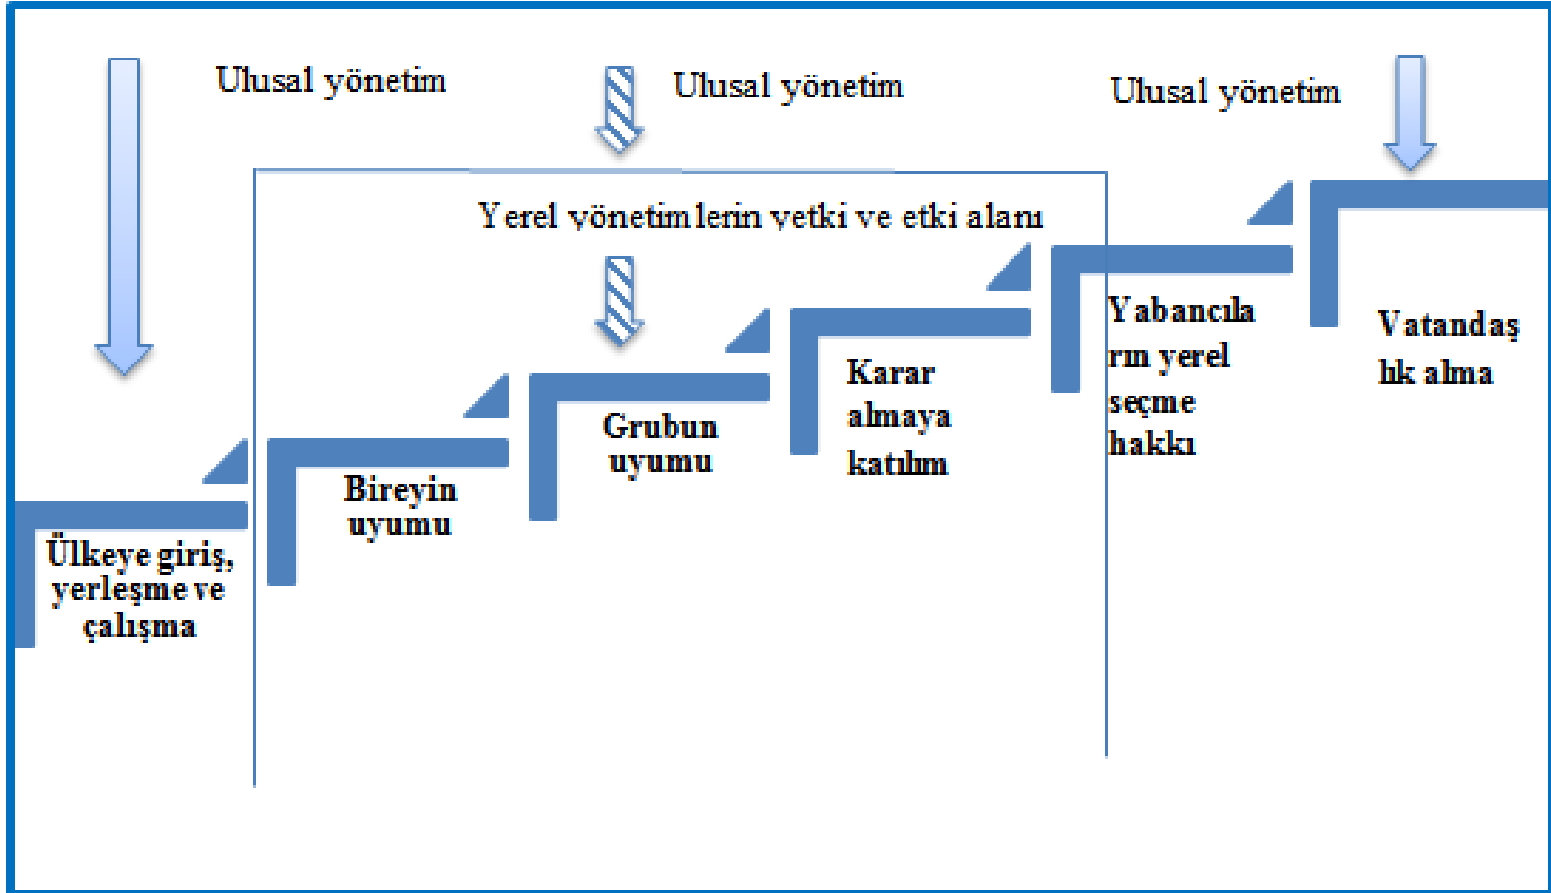 Ulusal yönetim
Ulusal yönetim
Ulusal yönetim
Yerel yönetimlerin yetki ve etki alanı
Ülkeye giriş,
yerleşme ve
çalışma
Bireyin
uyumu
Grubun
uyumu
Karar
almaya
katılım
Yabancıla
rın yerel
seçme
hakkı
Vatandaş
lık alma